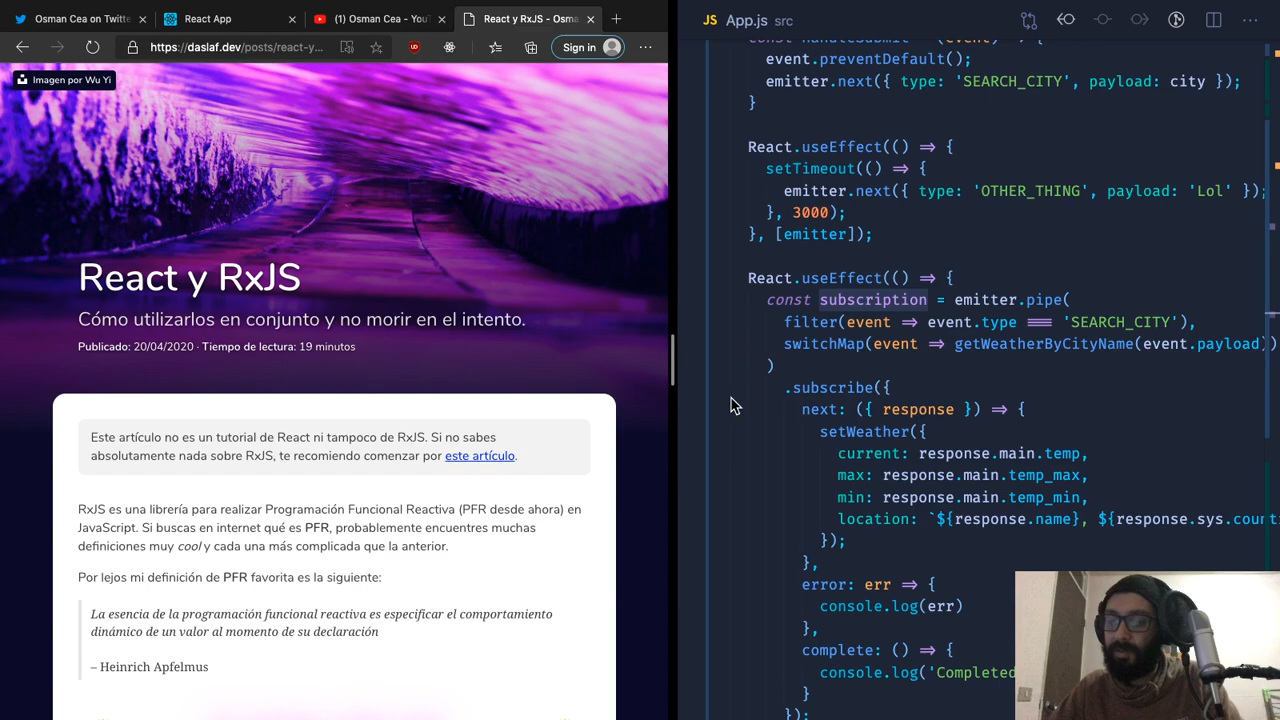 Osman Cea on Twitte
React App
(1) Osman Cea - YouT
React y RxJS - Osma
https://daslaf.dev/posts/react-y...
Sign in
Imagen por Wu Yi
React y RxJS
Cómo utilizarlos en conjunto y no morir en el intento.
Publicado: 20/04/2020 · Tiempo de lectura: 19 minutos
Este artículo no es un tutorial de React ni tampoco de RxJS. Si no sabes
absolutamente nada sobre RxJS, te recomiendo comenzar por este artículo.
RxJS es una librería para realizar Programación Funcional Reactiva (PFR desde ahora) en
JavaScript. Si buscas en internet qué es PFR, probablemente encuentres muchas
definiciones muy cool y cada una más complicada que la anterior.
Por lejos mi definición de PFR favorita es la siguiente:
La esencia de la programación funcional reactiva es especificar el comportamiento
dinámico de un valor al momento de su declaración
– Heinrich Apfelmus
JS App.js src
const handleSubmit = (event) => {
event.preventDefault();
emitter.next({ type: 'SEARCH_CITY', payload: city });
}
React.useEffect(() => {
setTimeout(() => {
emitter.next({ type: 'OTHER_THING', payload: 'Lol' });
}, 3000);
}, [emitter]);
React.useEffect(() => {
const subscription = emitter.pipe(
filter(event => event.type === 'SEARCH_CITY'),
switchMap(event => getWeatherByCityName(event.payload))
)
.subscribe({
next: ({ response }) => {
setWeather({
current: response.main.temp,
max: response.main.temp_max,
min: response.main.temp_min,
location: `${response.name}, ${response.sys.count
});
},
error: err => {
console.log(err)
},
complete: () => {
console.log('Completed
}
});